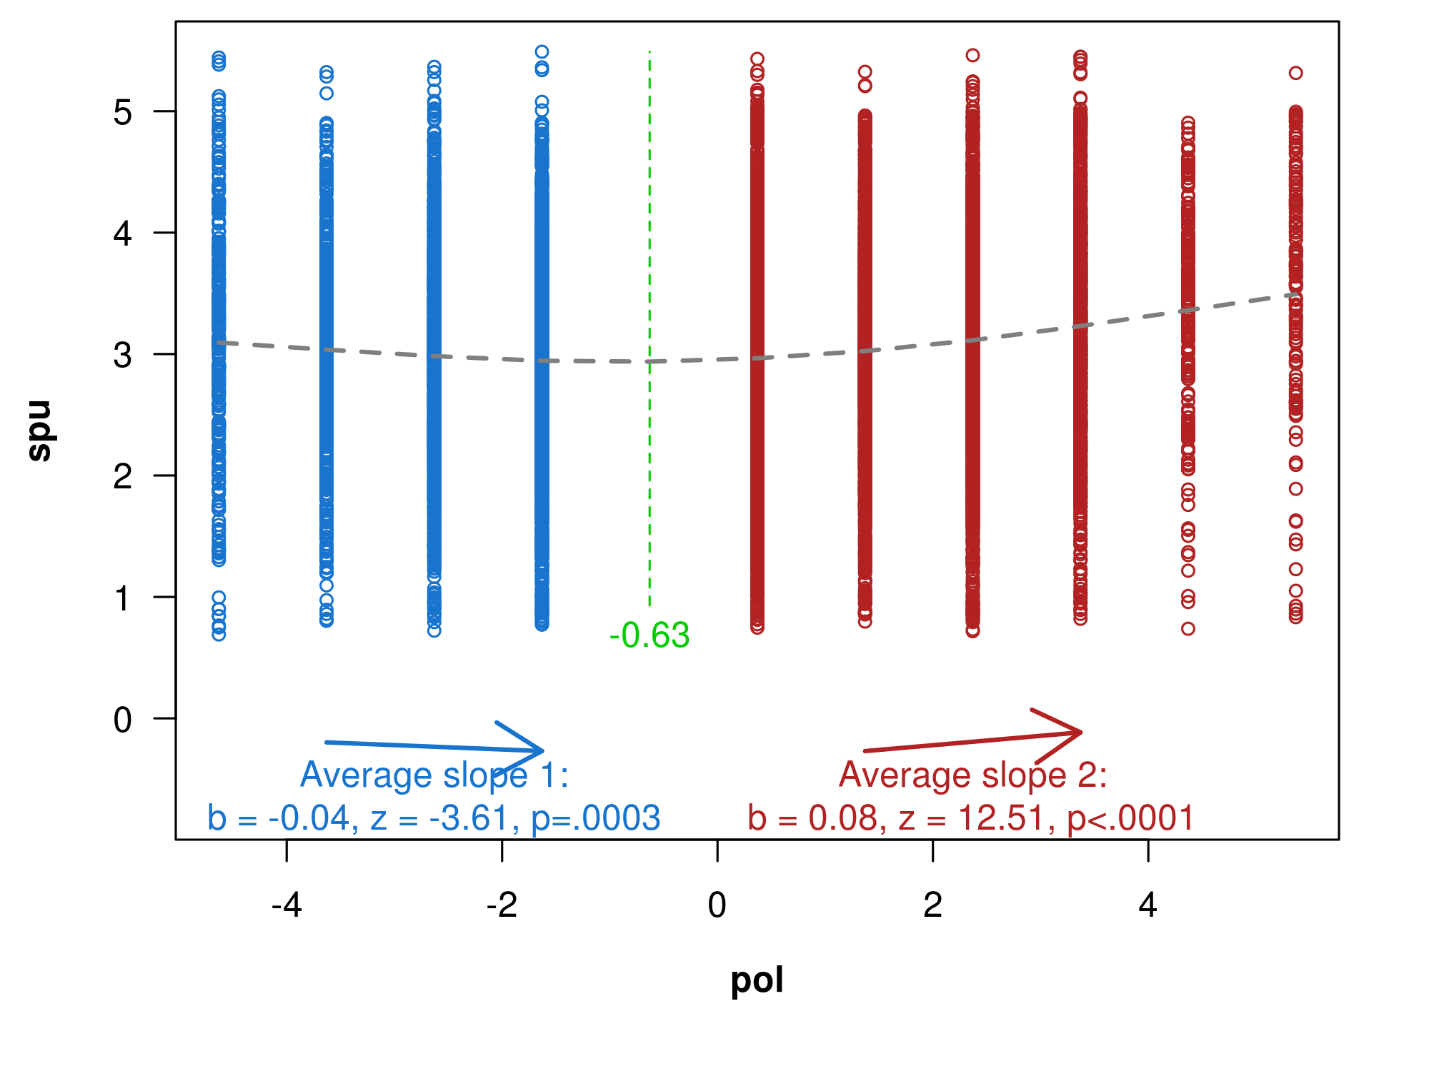 5
4
3
2
1
0
spu
-0.63
Average slope 1:
b = -0.04, z = -3.61, p=.0003
Average slope 2:
b = 0.08, z = 12.51, p<.0001
-4
-2
0
2
4
pol